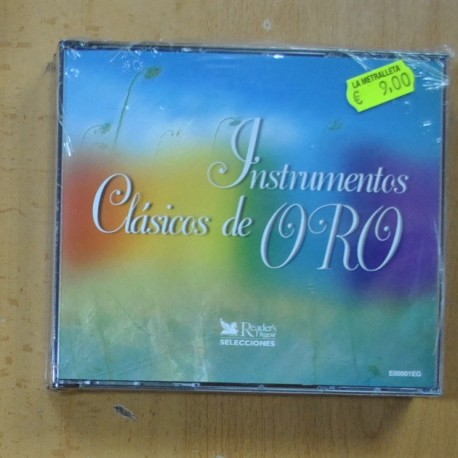 LA METRALLETA
€ 9,00
Instrumentos
Clásicos de ORO
Reader's
Digest
SELECCIONES
E00001EG